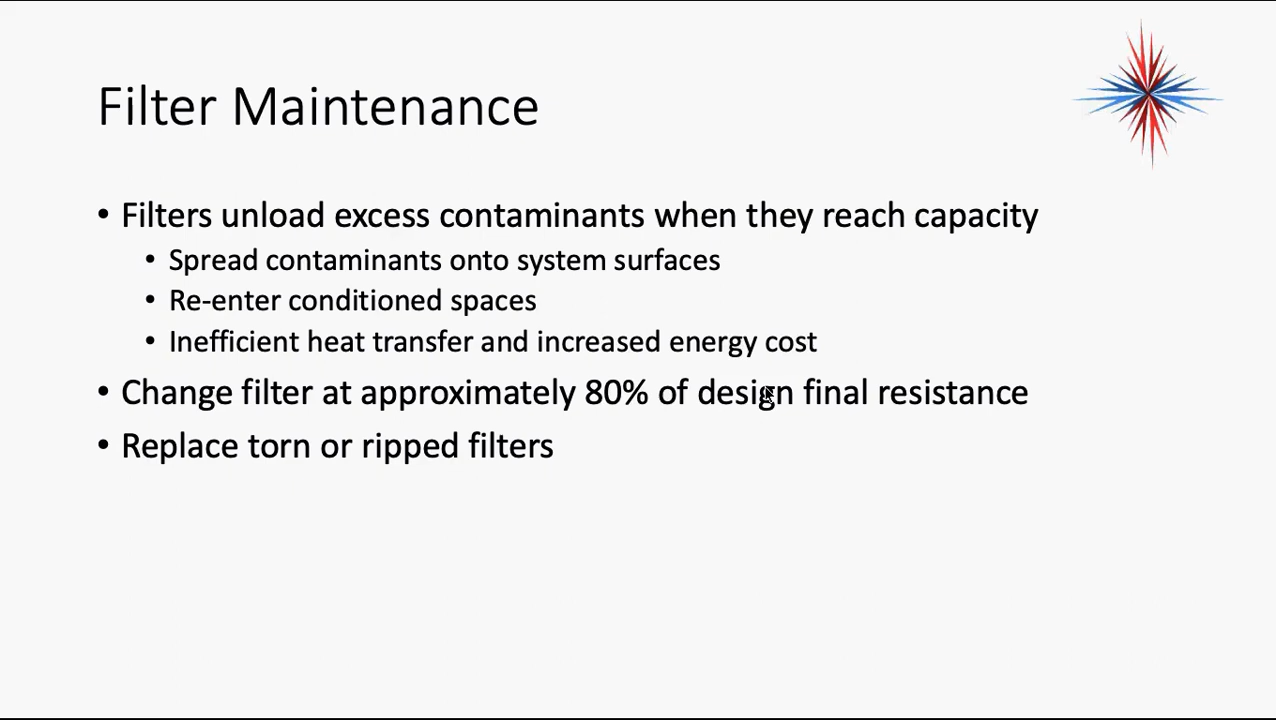 Filter Maintenance
• Filters unload excess contaminants when they reach capacity
• Spread contaminants onto system surfaces
• Re-enter conditioned spaces
• Inefficient heat transfer and increased energy cost
• Change filter at approximately 80% of design final resistance
• Replace torn or ripped filters